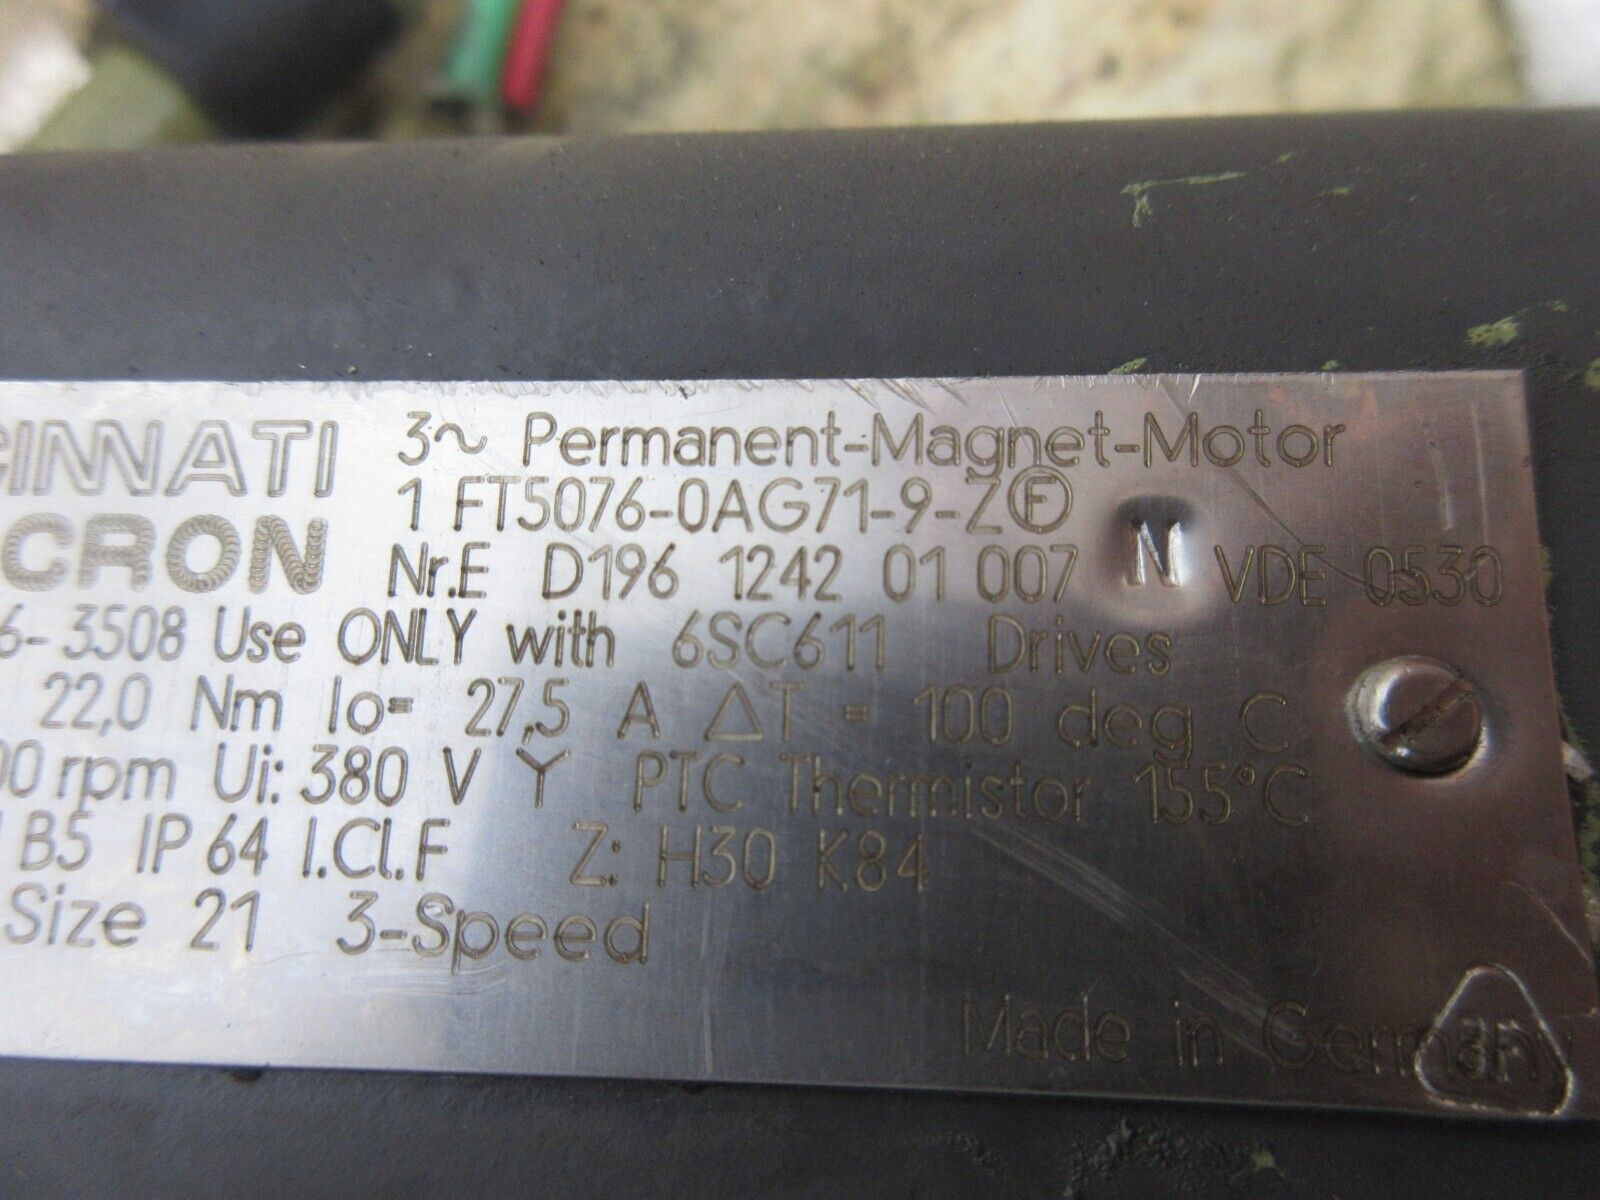 CINNATI 3~ Permanent-Magnet-Motor
1 FT5076-0AG71-9-Z Ⓕ
CRON Nr.E D196 1242 01 007 N VDE 0530
6-3508 Use ONLY with 6SC611 Drives
22,0 Nm Io= 27,5 A △T = 100 deg C
00 rpm Ui: 380 V Y PTC Thermistor 155°C
B5 IP 64 I.Cl.F Z: H30 K84
Size 21 3-Speed
Made in Germany